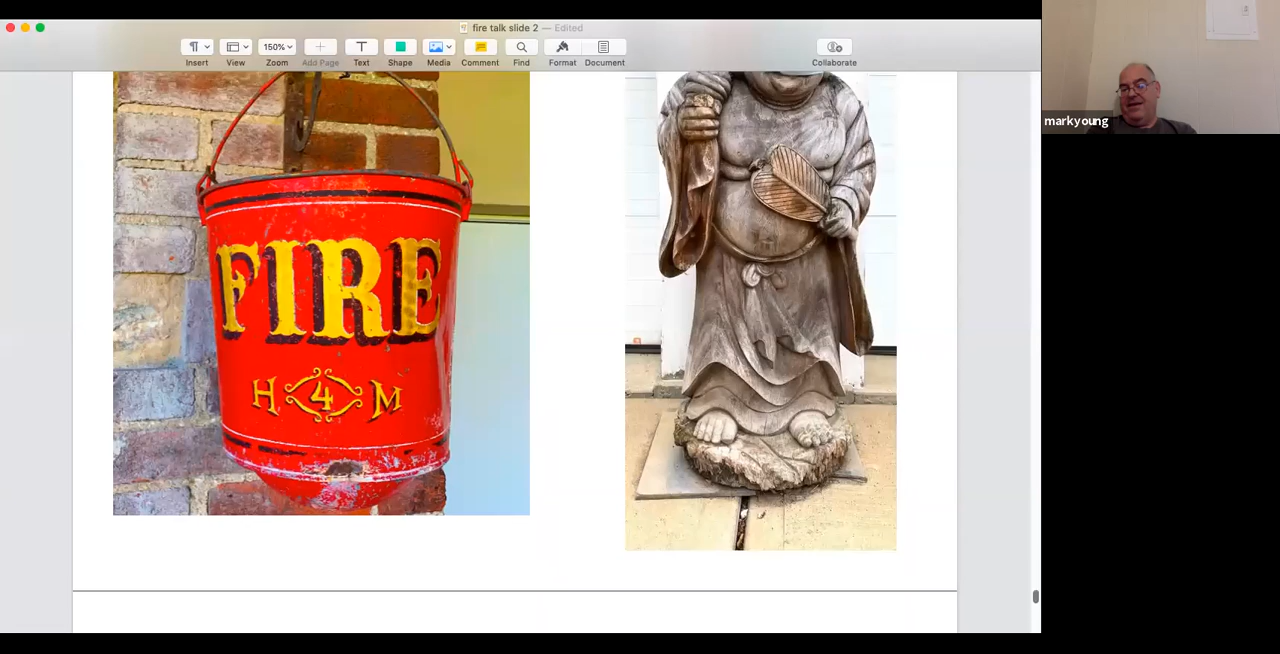 fire talk slide 2 — Edited
150%
Insert View Zoom Add Page Text Shape Media Comment Find Format Document Collaborate
markyoung
FIRE
H 4 M